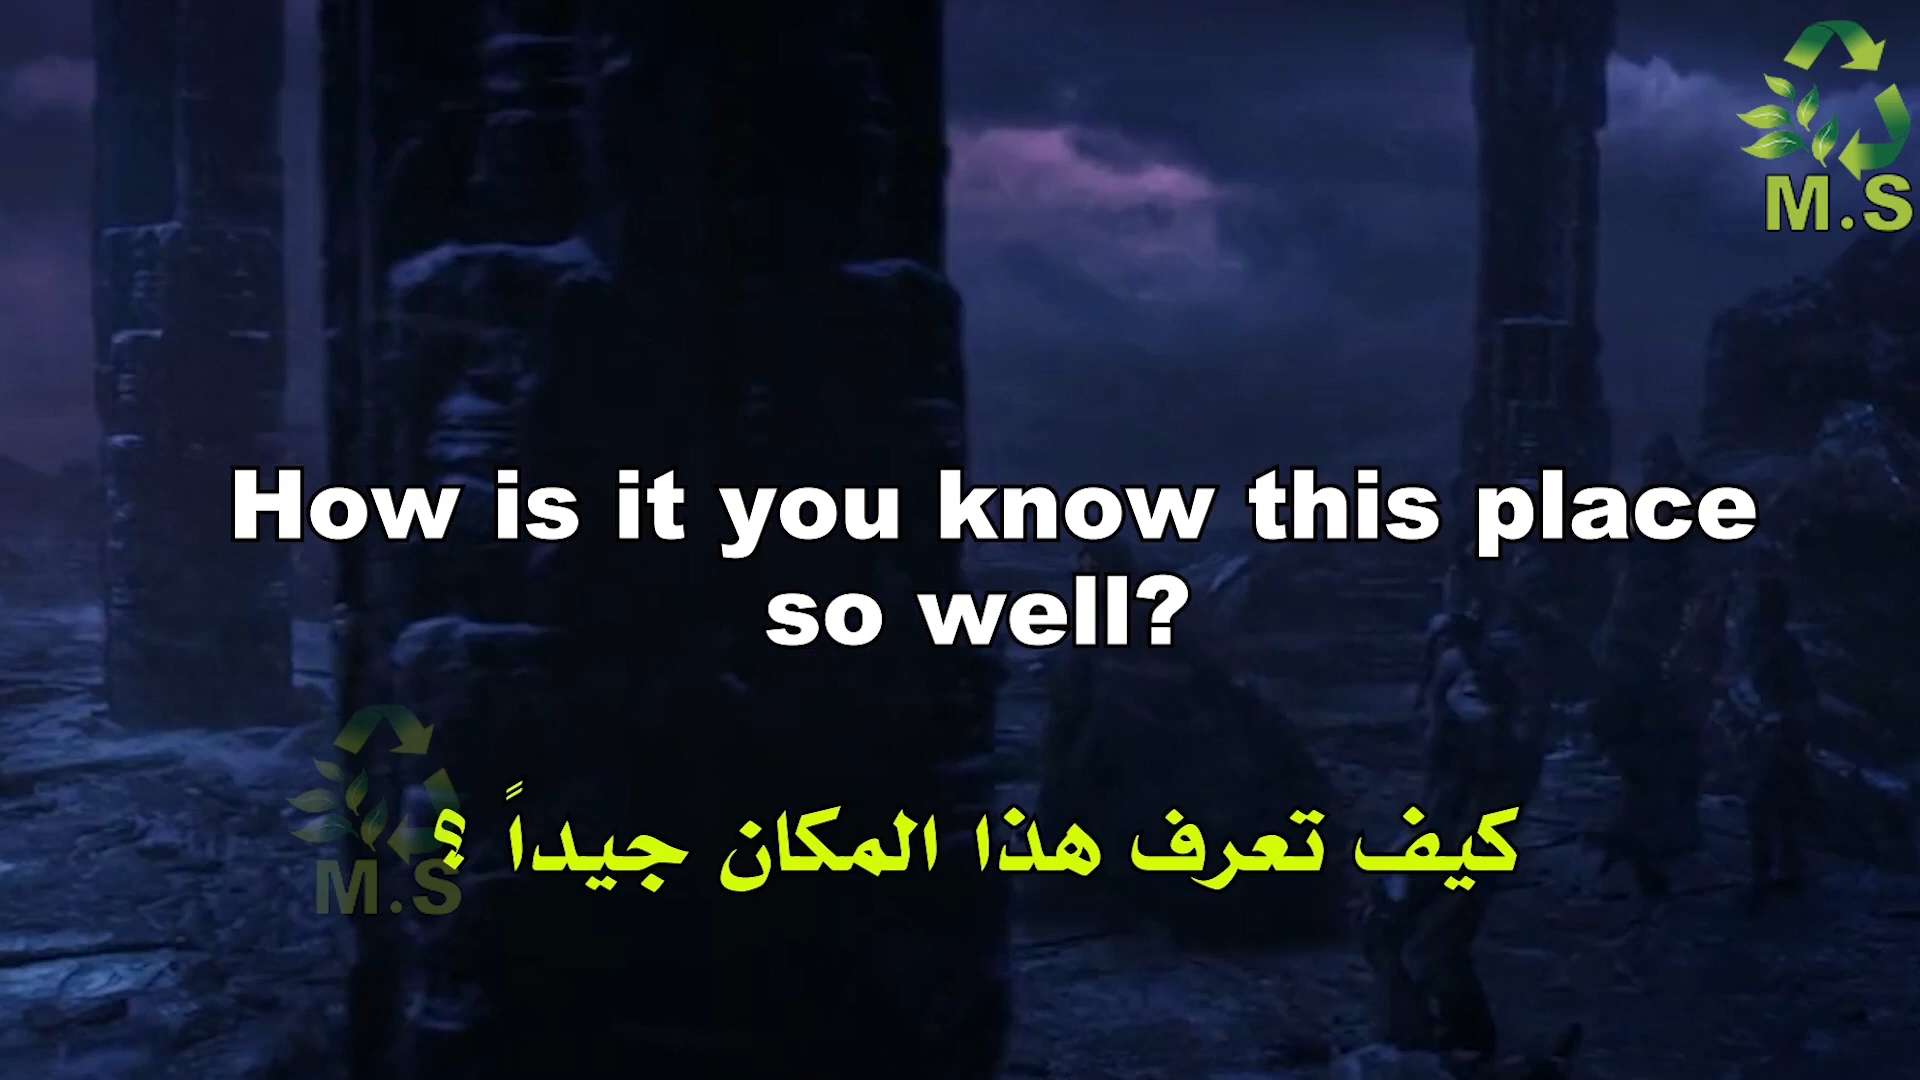 M.S
How is it you know this place
so well?
كيف تعرف هذا المكان جيداً ؟
M.S